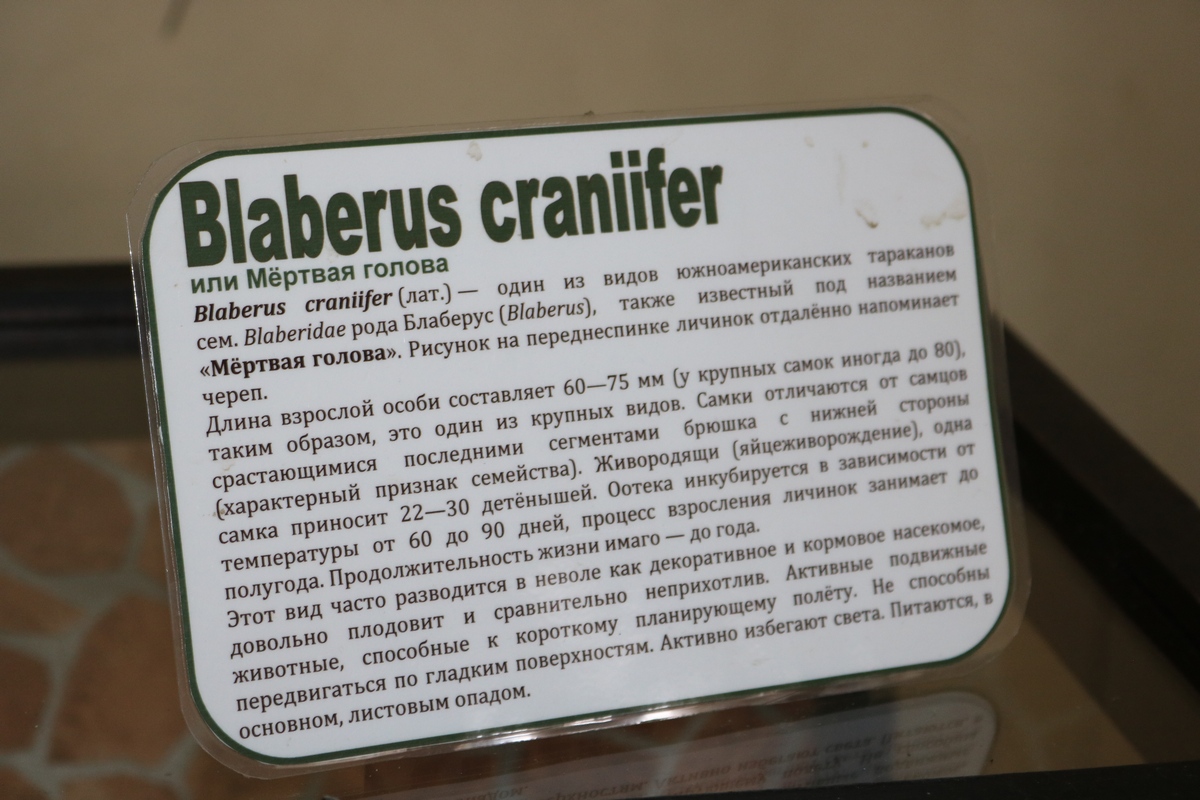 Blaberus craniifer
или Мёртвая голова
Blaberus craniifer (лат.) — один из видов южноамериканских тараканов
сем. Blaberidae рода Блаберус (Blaberus), также известный под названием
«Мёртвая голова». Рисунок на переднеспинке личинок отдалённо напоминает
череп.
Длина взрослой особи составляет 60—75 мм (у крупных самок иногда до 80),
таким образом, это один из крупных видов. Самки отличаются от самцов
срастающимися последними сегментами брюшка с нижней стороны
(характерный признак семейства). Живородящи (яйцеживорождение), одна
самка приносит 22—30 детёнышей. Оотека инкубируется в зависимости от
температуры от 60 до 90 дней, процесс взросления личинок занимает до
полугода. Продолжительность жизни имаго — до года.
Этот вид часто разводится в неволе как декоративное и кормовое насекомое,
довольно плодовит и сравнительно неприхотлив. Активные подвижные
животные, способные к короткому планирующему полёту. Не способны
передвигаться по гладким поверхностям. Активно избегают света. Питаются, в
основном, листовым опадом.